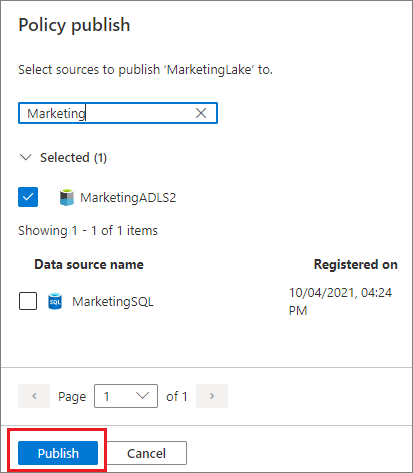 Policy publish
Select sources to publish ‘MarketingLake’ to.
Marketing
Selected (1)
MarketingADLS2
Showing 1 - 1 of 1 items
Data source name Registered on
SQL MarketingSQL 10/04/2021, 04:24
PM
Page 1 of 1
Publish Cancel